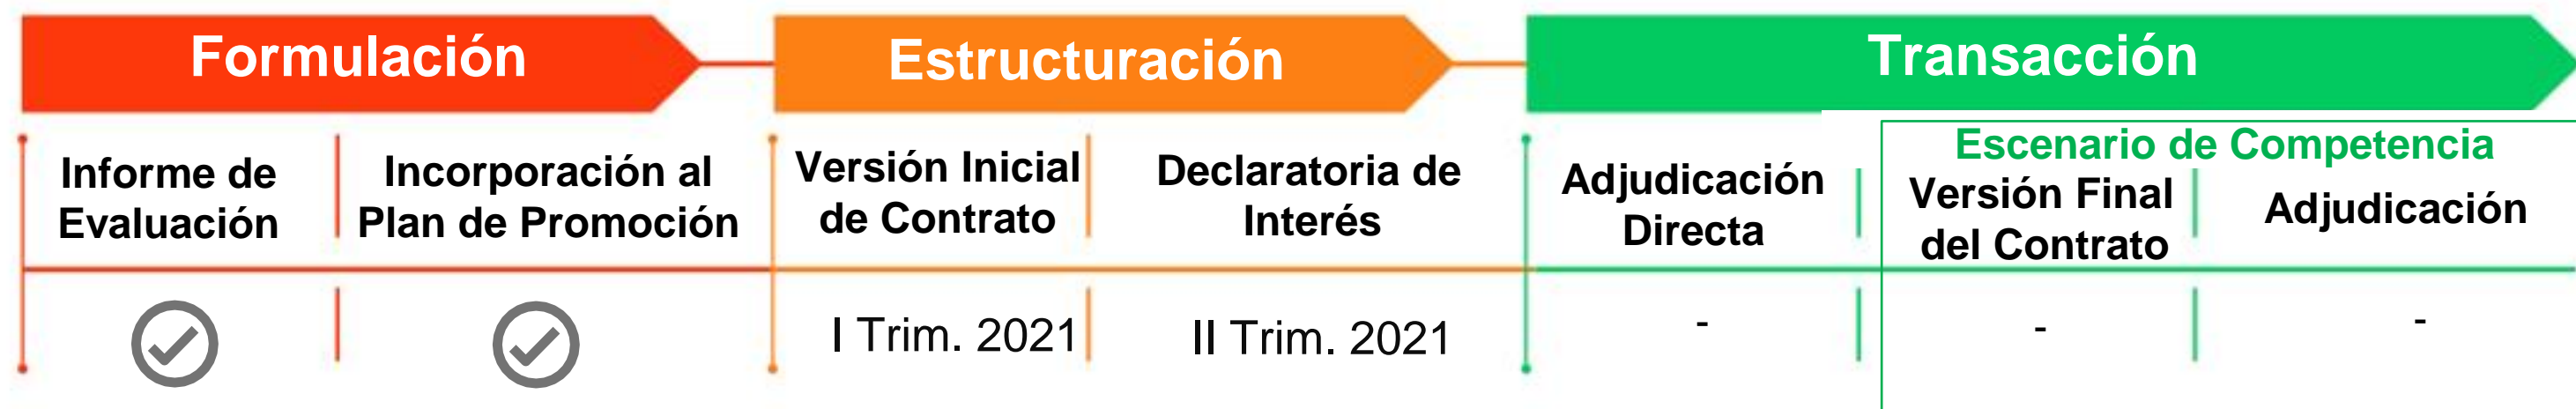 Formulación
Estructuración
Transacción
Informe de
Evaluación
Incorporación al
Plan de Promoción
Versión Inicial
de Contrato
Declaratoria de
Interés
Adjudicación
Directa
Escenario de Competencia
Versión Final
del Contrato
Adjudicación
I Trim. 2021
II Trim. 2021
-
-
-